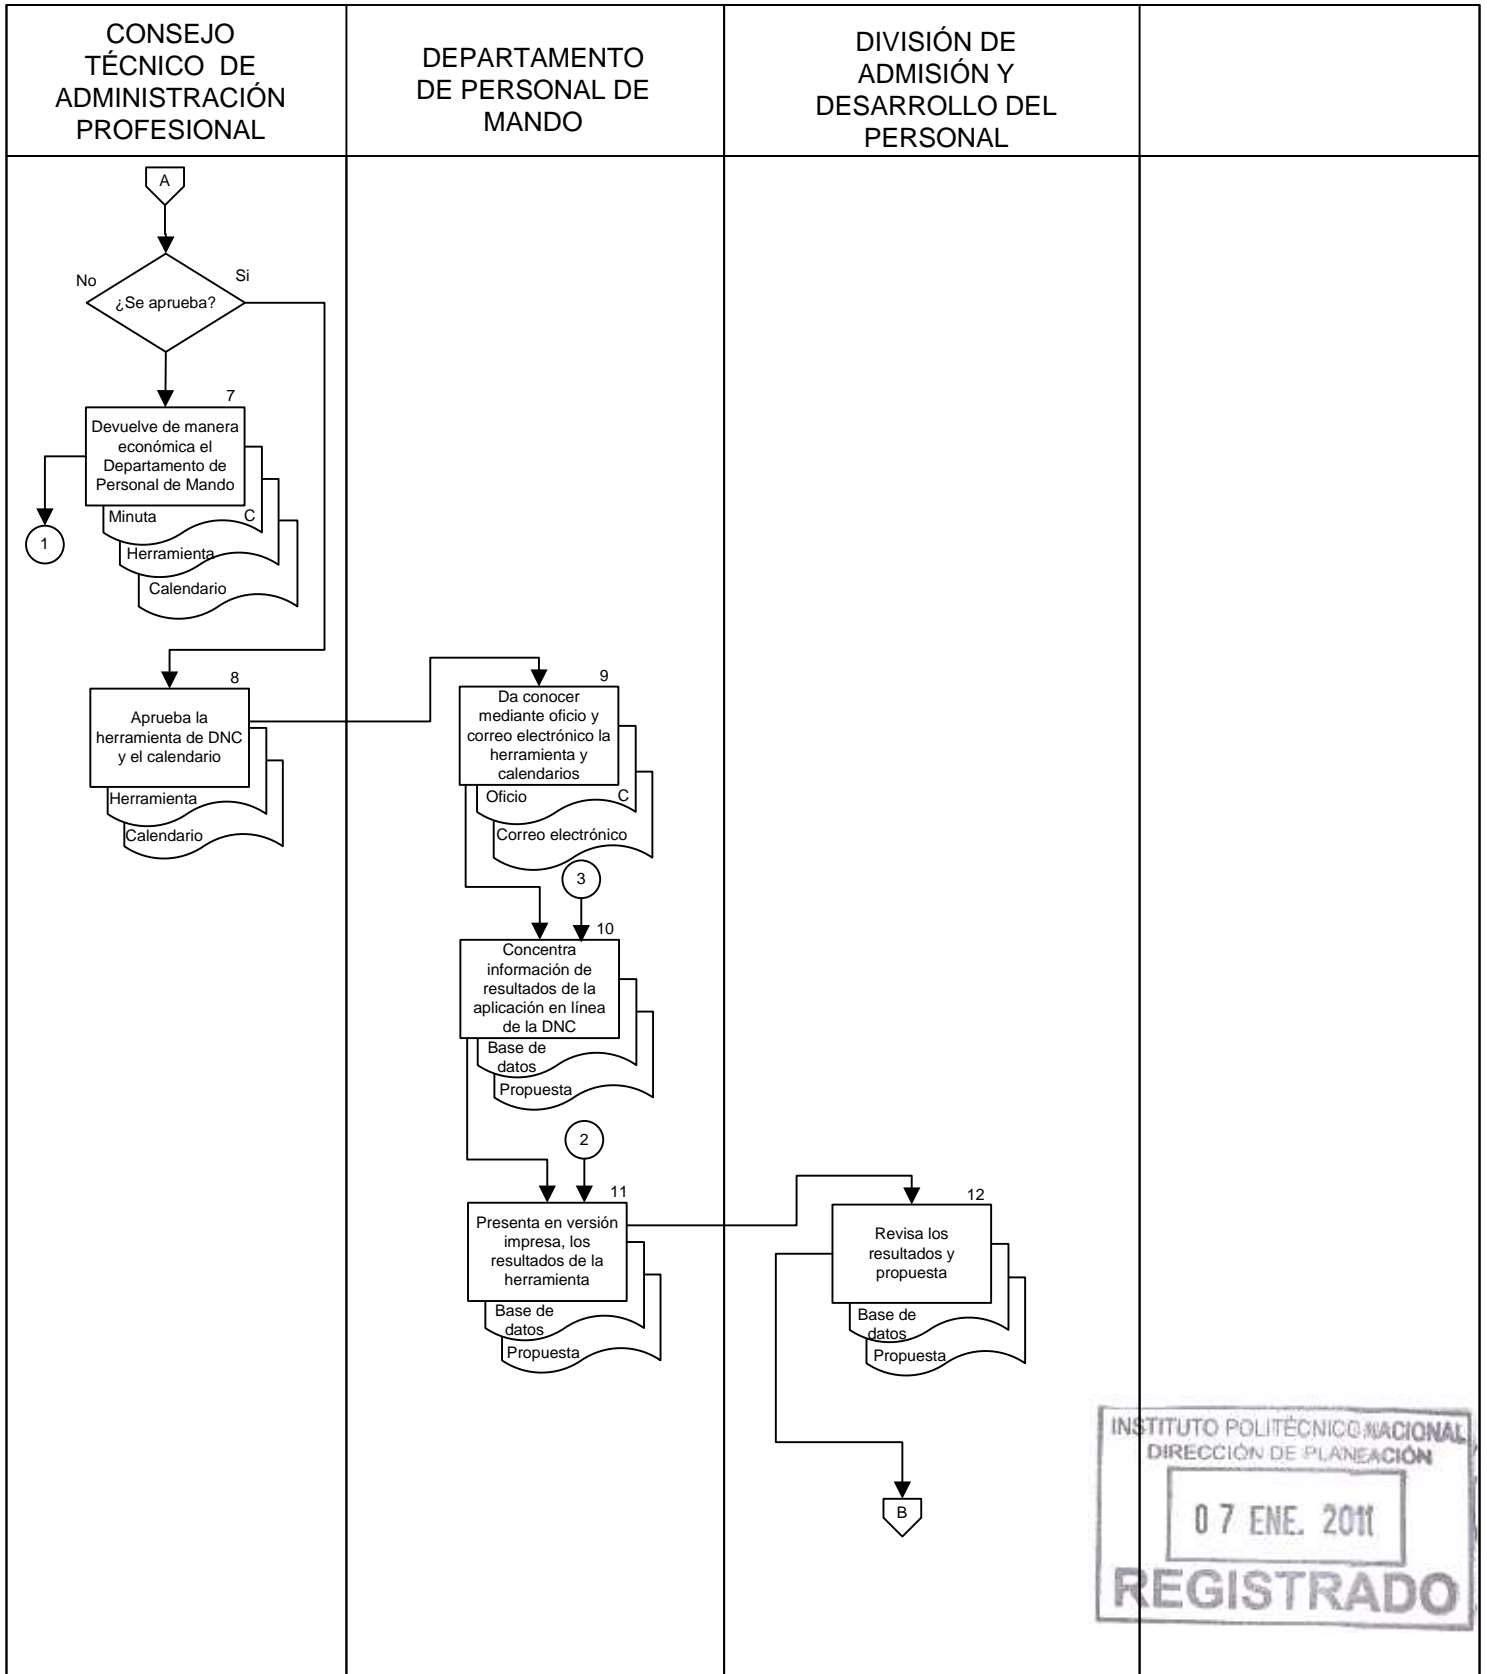 CONSEJO
TÉCNICO DE
ADMINISTRACIÓN
PROFESIONAL
DEPARTAMENTO
DE PERSONAL DE
MANDO
DIVISIÓN DE
ADMISIÓN Y
DESARROLLO DEL
PERSONAL
A
No
Si
¿Se aprueba?
7
Devuelve de manera
económica el
Departamento de
Personal de Mando
Minuta C
Herramienta
Calendario
1
8
Aprueba la
herramienta de DNC
y el calendario
Herramienta
Calendario
9
Da conocer
mediante oficio y
correo electrónico la
herramienta y
calendarios
Oficio C
Correo electrónico
3
10
Concentra
información de
resultados de la
aplicación en línea
de la DNC
Base de
datos
Propuesta
2
11
Presenta en versión
impresa, los
resultados de la
herramienta
Base de
datos
Propuesta
12
Revisa los
resultados y
propuesta
Base de
datos
Propuesta
B
INSTITUTO POLITÉCNICO NACIONAL
DIRECCIÓN DE PLANEACIÓN
07 ENE. 2011
REGISTRADO